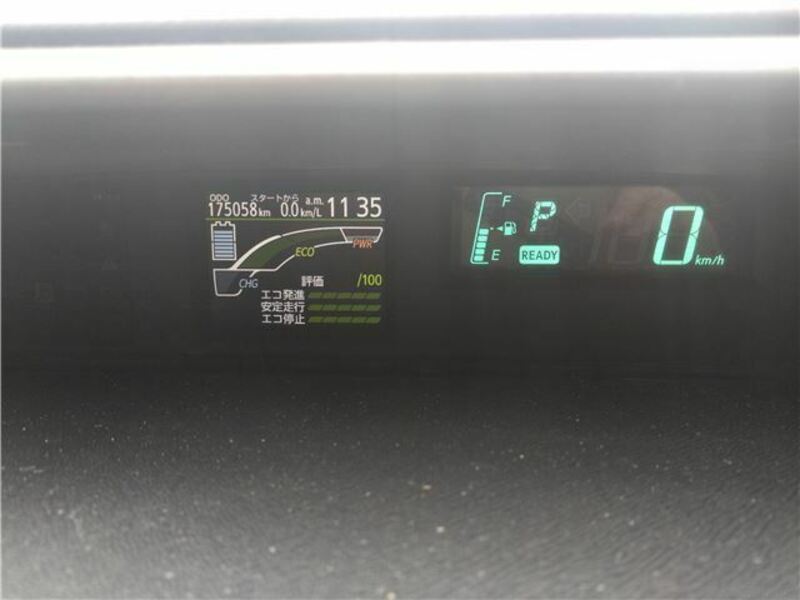 ODO スタートから a.m.
175058km 0.0km/L 11 35
ECO PWR
CHG 評価 /100
エコ発進
安定走行
エコ停止
F P
E READY
0 km/h